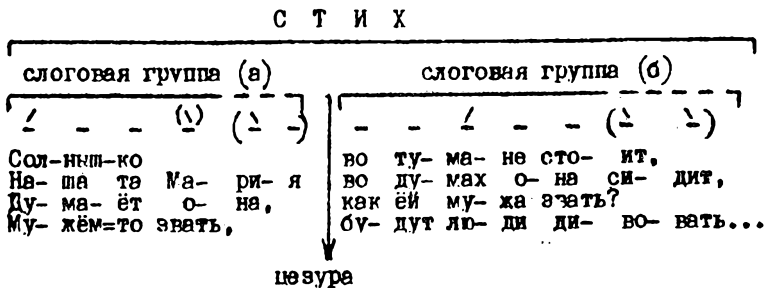 С Т И Х
слоговая группа (а) слоговая группа (б)
Сол-ныш-ко во ту- ма- не сто- ит,
На- ша та Ма- ри- я во ду- мах о- на си- дит,
Ду- ма- ёт о- на, как ей му- жа звать?
Му- жём=то звать, бу- дут лю- ди ди- во- вать...
цезура